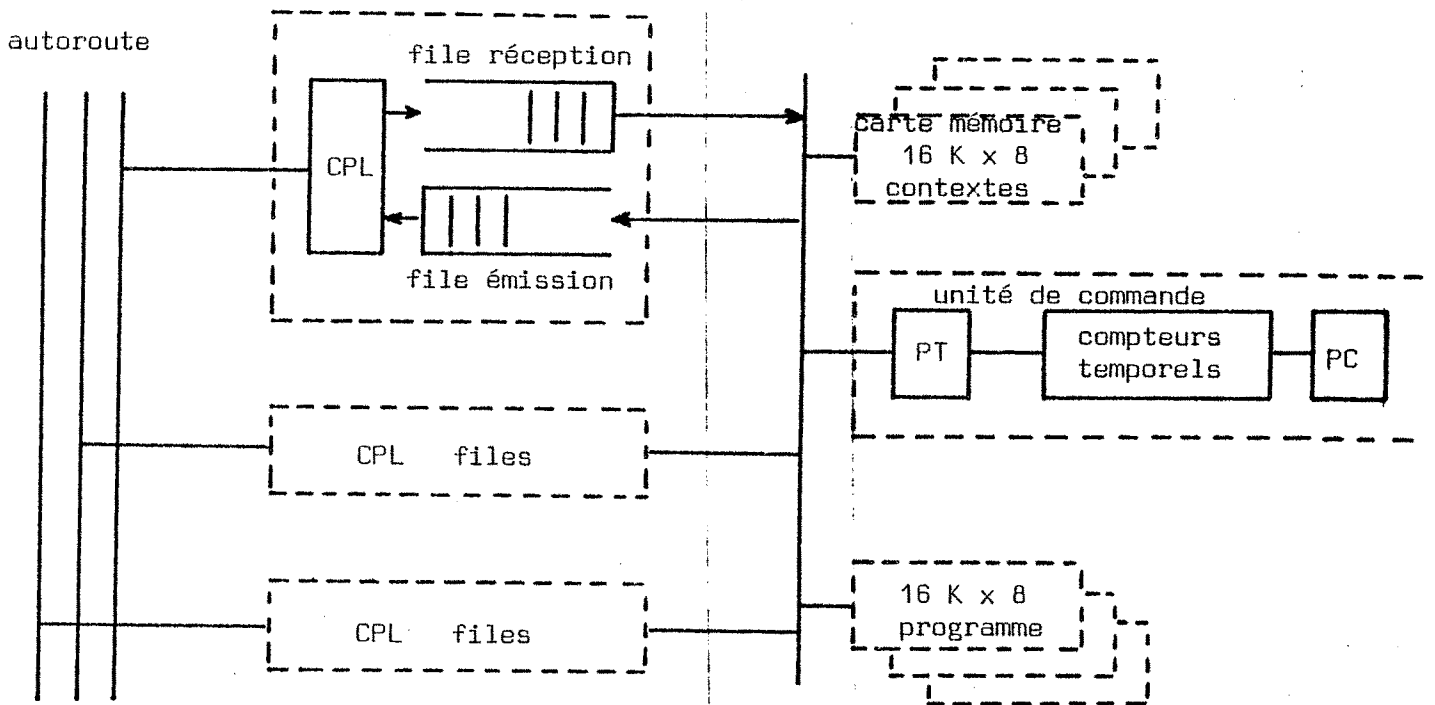 autoroute
file réception
CPL
file émission
carte mémoire
16 K x 8
contextes
unité de commande
PT
compteurs
temporels
PC
CPL files
CPL files
16 K x 8
programme